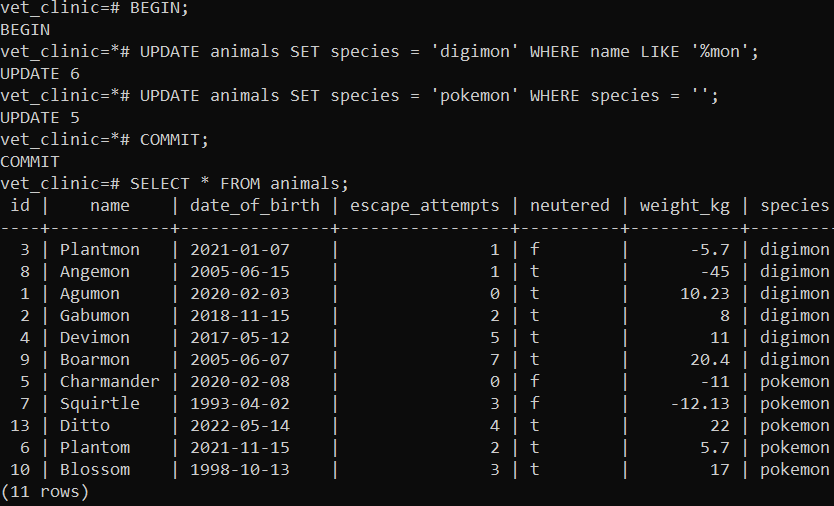 vet_clinic=# BEGIN;
BEGIN
vet_clinic=*# UPDATE animals SET species = 'digimon' WHERE name LIKE '%mon';
UPDATE 6
vet_clinic=*# UPDATE animals SET species = 'pokemon' WHERE species = '';
UPDATE 5
vet_clinic=*# COMMIT;
COMMIT
vet_clinic=# SELECT * FROM animals;
 id |    name    | date_of_birth | escape_attempts | neutered | weight_kg | species
----+------------+---------------+-----------------+----------+-----------+--------
  3 | Plantmon   | 2021-01-07    |               1 | f        |      -5.7 | digimon
  8 | Angemon    | 2005-06-15    |               1 | t        |       -45 | digimon
  1 | Agumon     | 2020-02-03    |               0 | t        |     10.23 | digimon
  2 | Gabumon    | 2018-11-15    |               2 | t        |         8 | digimon
  4 | Devimon    | 2017-05-12    |               5 | t        |        11 | digimon
  9 | Boarmon    | 2005-06-07    |               7 | t        |      20.4 | digimon
  5 | Charmander | 2020-02-08    |               0 | f        |       -11 | pokemon
  7 | Squirtle   | 1993-04-02    |               3 | f        |    -12.13 | pokemon
 13 | Ditto      | 2022-05-14    |               4 | t        |        22 | pokemon
  6 | Plantom    | 2021-11-15    |               2 | t        |       5.7 | pokemon
 10 | Blossom    | 1998-10-13    |               3 | t        |        17 | pokemon
(11 rows)